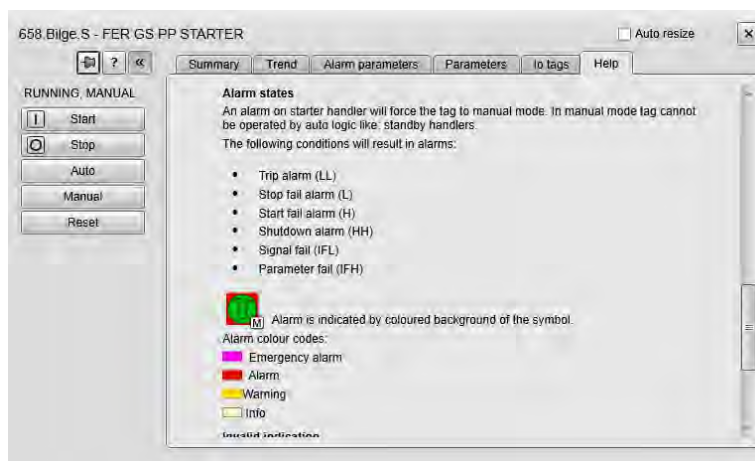 658.Bilge.S - FER GS PP STARTER
Auto resize
? «
Summary Trend Alarm parameters Parameters Io tags Help
RUNNING, MANUAL
Start
Stop
Auto
Manual
Reset
Alarm states
An alarm on starter handler will force the tag to manual mode. In manual mode tag cannot
be operated by auto logic like: standby handlers.
The following conditions will result in alarms:
• Trip alarm (LL)
• Stop fail alarm (L)
• Start fail alarm (H)
• Shutdown alarm (HH)
• Signal fail (IFL)
• Parameter fail (IFH)
M Alarm is indicated by coloured background of the symbol.
Alarm colour codes:
Emergency alarm
Alarm
Warning
Info
Invalid indication